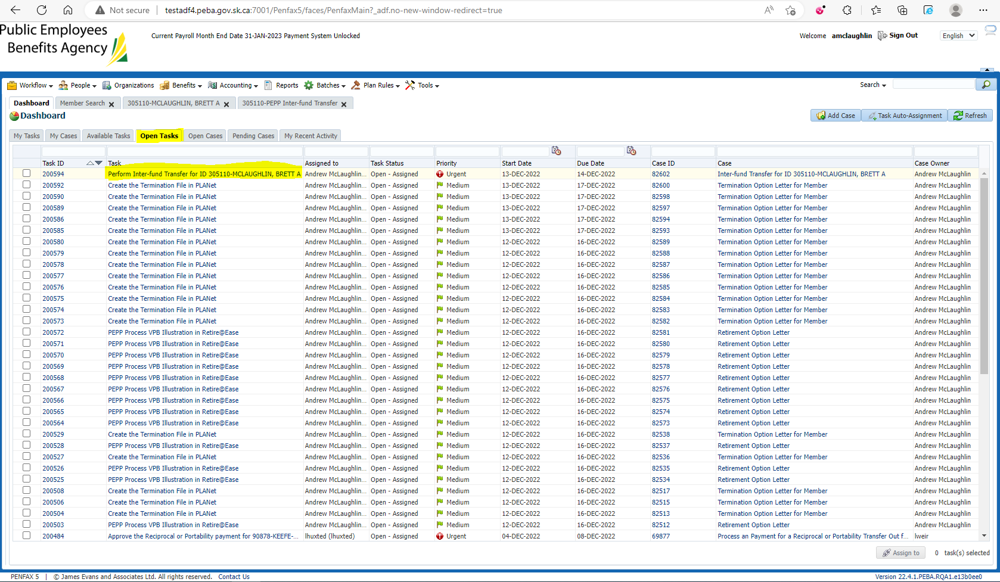 Not secure | testadf4.peba.gov.sk.ca:7001/Penfax5/faces/PenfaxMain?_adf.no-new-window-redirect=true
Public Employees
Benefits Agency
Current Payroll Month End Date 31-JAN-2023 Payment System Unlocked
Welcome amclaughlin Sign Out English
Workflow People Organizations Benefits Accounting Reports Batches Plan Rules Tools Search
Dashboard Member Search 305110-MCLAUGHLIN, BRETT A 305110-PEPP Inter-fund Transfer
Dashboard
Add Case Task Auto-Assignment Refresh
My Tasks My Cases Available Tasks Open Tasks Open Cases Pending Cases My Recent Activity
Task ID Task Assigned to Task Status Priority Start Date Due Date Case ID Case Case Owner
200594 Perform Inter-fund Transfer for ID 305110-MCLAUGHLIN, BRETT A Andrew McLaughlin... Open - Assigned Urgent 13-DEC-2022 14-DEC-2022 82602 Inter-fund Transfer for ID 305110-MCLAUGHLIN, BRETT A Andrew McLaughlin
200592 Create the Termination File in PLANet Andrew McLaughlin... Open - Assigned Medium 13-DEC-2022 17-DEC-2022 82600 Termination Option Letter for Member Andrew McLaughlin
200590 Create the Termination File in PLANet Andrew McLaughlin... Open - Assigned Medium 13-DEC-2022 17-DEC-2022 82598 Termination Option Letter for Member Andrew McLaughlin
200589 Create the Termination File in PLANet Andrew McLaughlin... Open - Assigned Medium 13-DEC-2022 17-DEC-2022 82597 Termination Option Letter for Member Andrew McLaughlin
200586 Create the Termination File in PLANet Andrew McLaughlin... Open - Assigned Medium 13-DEC-2022 17-DEC-2022 82594 Termination Option Letter for Member Andrew McLaughlin
200585 Create the Termination File in PLANet Andrew McLaughlin... Open - Assigned Medium 13-DEC-2022 17-DEC-2022 82593 Termination Option Letter for Member Andrew McLaughlin
200580 Create the Termination File in PLANet Andrew McLaughlin... Open - Assigned Medium 12-DEC-2022 16-DEC-2022 82589 Termination Option Letter for Member Andrew McLaughlin
200579 Create the Termination File in PLANet Andrew McLaughlin... Open - Assigned Medium 12-DEC-2022 16-DEC-2022 82588 Termination Option Letter for Member Andrew McLaughlin
200578 Create the Termination File in PLANet Andrew McLaughlin... Open - Assigned Medium 12-DEC-2022 16-DEC-2022 82587 Termination Option Letter for Member Andrew McLaughlin
200577 Create the Termination File in PLANet Andrew McLaughlin... Open - Assigned Medium 12-DEC-2022 16-DEC-2022 82586 Termination Option Letter for Member Andrew McLaughlin
200576 Create the Termination File in PLANet Andrew McLaughlin... Open - Assigned Medium 12-DEC-2022 16-DEC-2022 82585 Termination Option Letter for Member Andrew McLaughlin
200575 Create the Termination File in PLANet Andrew McLaughlin... Open - Assigned Medium 12-DEC-2022 16-DEC-2022 82584 Termination Option Letter for Member Andrew McLaughlin
200574 Create the Termination File in PLANet Andrew McLaughlin... Open - Assigned Medium 12-DEC-2022 16-DEC-2022 82583 Termination Option Letter for Member Andrew McLaughlin
200573 Create the Termination File in PLANet Andrew McLaughlin... Open - Assigned Medium 12-DEC-2022 16-DEC-2022 82582 Termination Option Letter for Member Andrew McLaughlin
200572 PEPP Process VPB Illustration in Retire@Ease Andrew McLaughlin... Open - Assigned Medium 12-DEC-2022 16-DEC-2022 82581 Retirement Option Letter Andrew McLaughlin
200571 PEPP Process VPB Illustration in Retire@Ease Andrew McLaughlin... Open - Assigned Medium 12-DEC-2022 16-DEC-2022 82580 Retirement Option Letter Andrew McLaughlin
200570 PEPP Process VPB Illustration in Retire@Ease Andrew McLaughlin... Open - Assigned Medium 12-DEC-2022 16-DEC-2022 82579 Retirement Option Letter Andrew McLaughlin
200569 PEPP Process VPB Illustration in Retire@Ease Andrew McLaughlin... Open - Assigned Medium 12-DEC-2022 16-DEC-2022 82578 Retirement Option Letter Andrew McLaughlin
200568 PEPP Process VPB Illustration in Retire@Ease Andrew McLaughlin... Open - Assigned Medium 12-DEC-2022 16-DEC-2022 82577 Retirement Option Letter Andrew McLaughlin
200567 PEPP Process VPB Illustration in Retire@Ease Andrew McLaughlin... Open - Assigned Medium 12-DEC-2022 16-DEC-2022 82576 Retirement Option Letter Andrew McLaughlin
200566 PEPP Process VPB Illustration in Retire@Ease Andrew McLaughlin... Open - Assigned Medium 12-DEC-2022 16-DEC-2022 82575 Retirement Option Letter Andrew McLaughlin
200565 PEPP Process VPB Illustration in Retire@Ease Andrew McLaughlin... Open - Assigned Medium 12-DEC-2022 16-DEC-2022 82574 Retirement Option Letter Andrew McLaughlin
200564 PEPP Process VPB Illustration in Retire@Ease Andrew McLaughlin... Open - Assigned Medium 12-DEC-2022 16-DEC-2022 82573 Retirement Option Letter Andrew McLaughlin
200529 Create the Termination File in PLANet Andrew McLaughlin... Open - Assigned Medium 12-DEC-2022 16-DEC-2022 82538 Termination Option Letter for Member Andrew McLaughlin
200528 PEPP Process VPB Illustration in Retire@Ease Andrew McLaughlin... Open - Assigned Medium 12-DEC-2022 16-DEC-2022 82537 Retirement Option Letter Andrew McLaughlin
200527 Create the Termination File in PLANet Andrew McLaughlin... Open - Assigned Medium 12-DEC-2022 16-DEC-2022 82536 Termination Option Letter for Member Andrew McLaughlin
200526 PEPP Process VPB Illustration in Retire@Ease Andrew McLaughlin... Open - Assigned Medium 12-DEC-2022 16-DEC-2022 82535 Retirement Option Letter Andrew McLaughlin
200525 PEPP Process VPB Illustration in Retire@Ease Andrew McLaughlin... Open - Assigned Medium 12-DEC-2022 16-DEC-2022 82534 Retirement Option Letter Andrew McLaughlin
200508 Create the Termination File in PLANet Andrew McLaughlin... Open - Assigned Medium 12-DEC-2022 16-DEC-2022 82517 Termination Option Letter for Member Andrew McLaughlin
200506 Create the Termination File in PLANet Andrew McLaughlin... Open - Assigned Medium 12-DEC-2022 16-DEC-2022 82515 Termination Option Letter for Member Andrew McLaughlin
200504 Create the Termination File in PLANet Andrew McLaughlin... Open - Assigned Medium 12-DEC-2022 16-DEC-2022 82513 Termination Option Letter for Member Andrew McLaughlin
200503 PEPP Process VPB Illustration in Retire@Ease Andrew McLaughlin... Open - Assigned Medium 12-DEC-2022 16-DEC-2022 82512 Retirement Option Letter Andrew McLaughlin
200484 Approve the Reciprocal or Portability payment for 90878-KEEFE-... lhuxted (lhuxted) Open - Assigned Urgent 04-DEC-2022 08-DEC-2022 69877 Process an Payment for a Reciprocal or Portability Transfer Out f... lweir
Assign to 0 task(s) selected
PENFAX 5 | © James Evans and Associates Ltd. All rights reserved. Contact Us Version 22.4.1.PEBA.RQA1.e13b0ee0